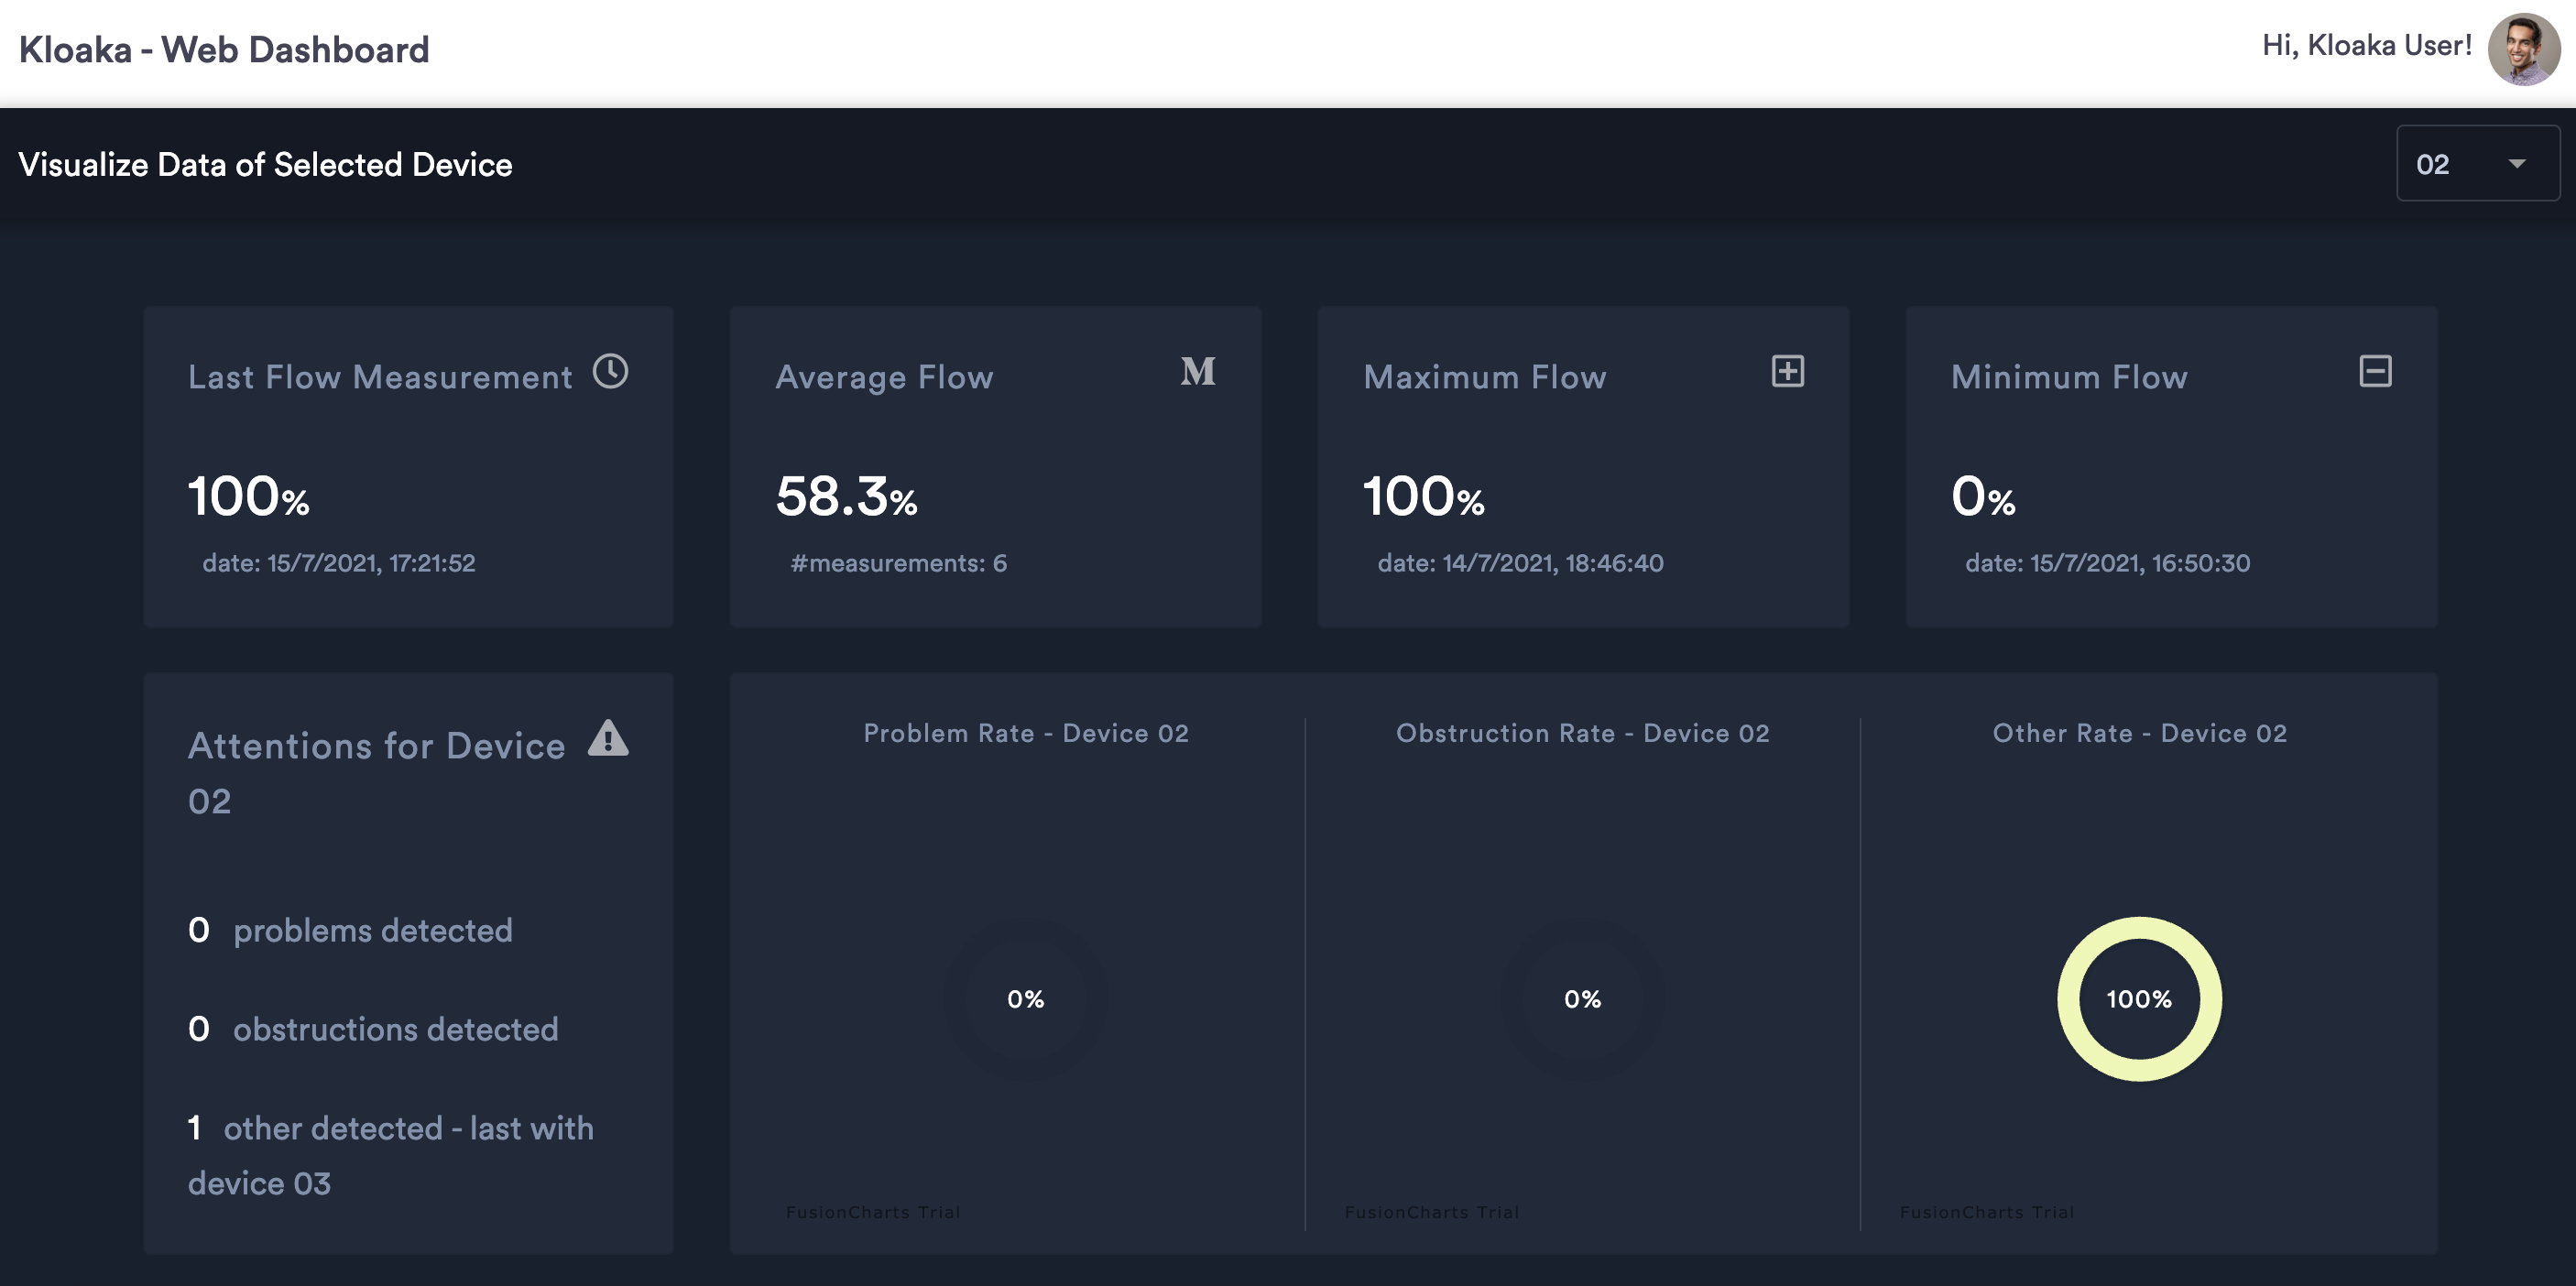 Kloaka - Web Dashboard
Hi, Kloaka User!
Visualize Data of Selected Device
02
Last Flow Measurement
100%
date: 15/7/2021, 17:21:52
Average Flow
M
58.3%
#measurements: 6
Maximum Flow
100%
date: 14/7/2021, 18:46:40
Minimum Flow
0%
date: 15/7/2021, 16:50:30
Attentions for Device
02
0 problems detected
0 obstructions detected
1 other detected - last with
device 03
Problem Rate - Device 02
0%
FusionCharts Trial
Obstruction Rate - Device 02
0%
FusionCharts Trial
Other Rate - Device 02
100%
FusionCharts Trial